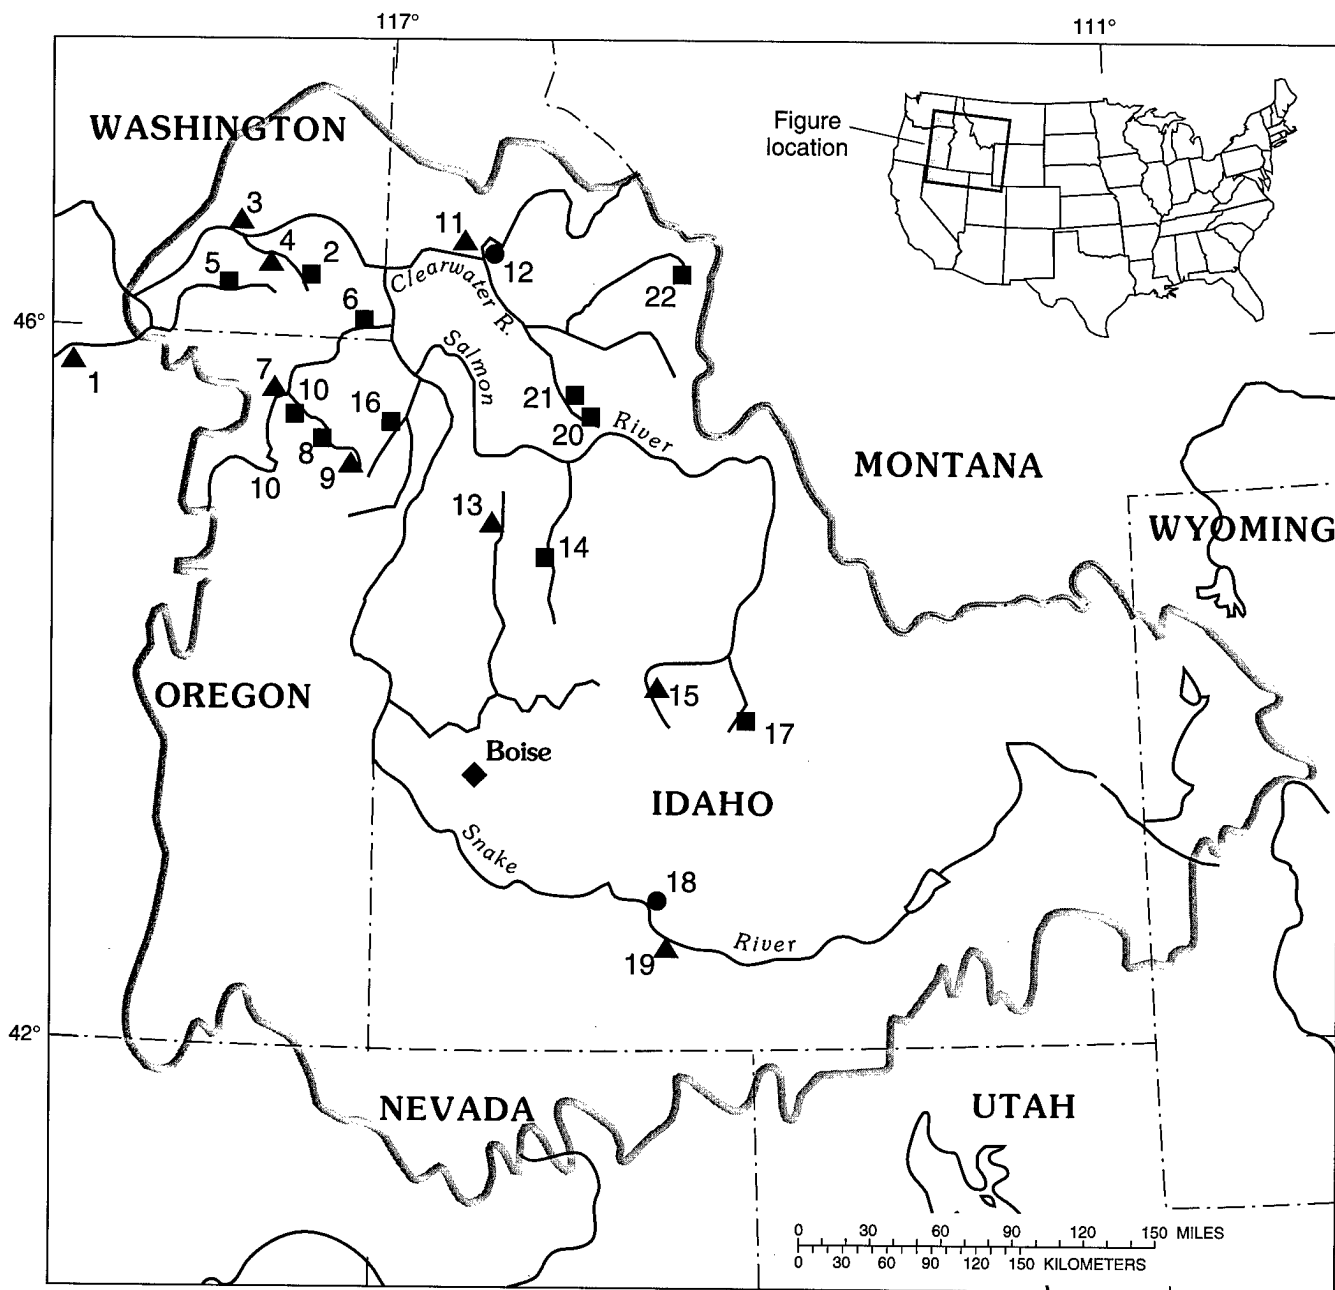 117°
111°
WASHINGTON
Figure
location
3
11
4
2
5
12
Clearwater R.
22
6
46°
Salmon
River
1
7
10
16
21
20
8
9
10
MONTANA
WYOMING
13
14
OREGON
15
17
Boise
IDAHO
Snake
18
River
19
42°
NEVADA
UTAH
0 30 60 90 120 150 MILES
0 30 60 90 120 150 KILOMETERS